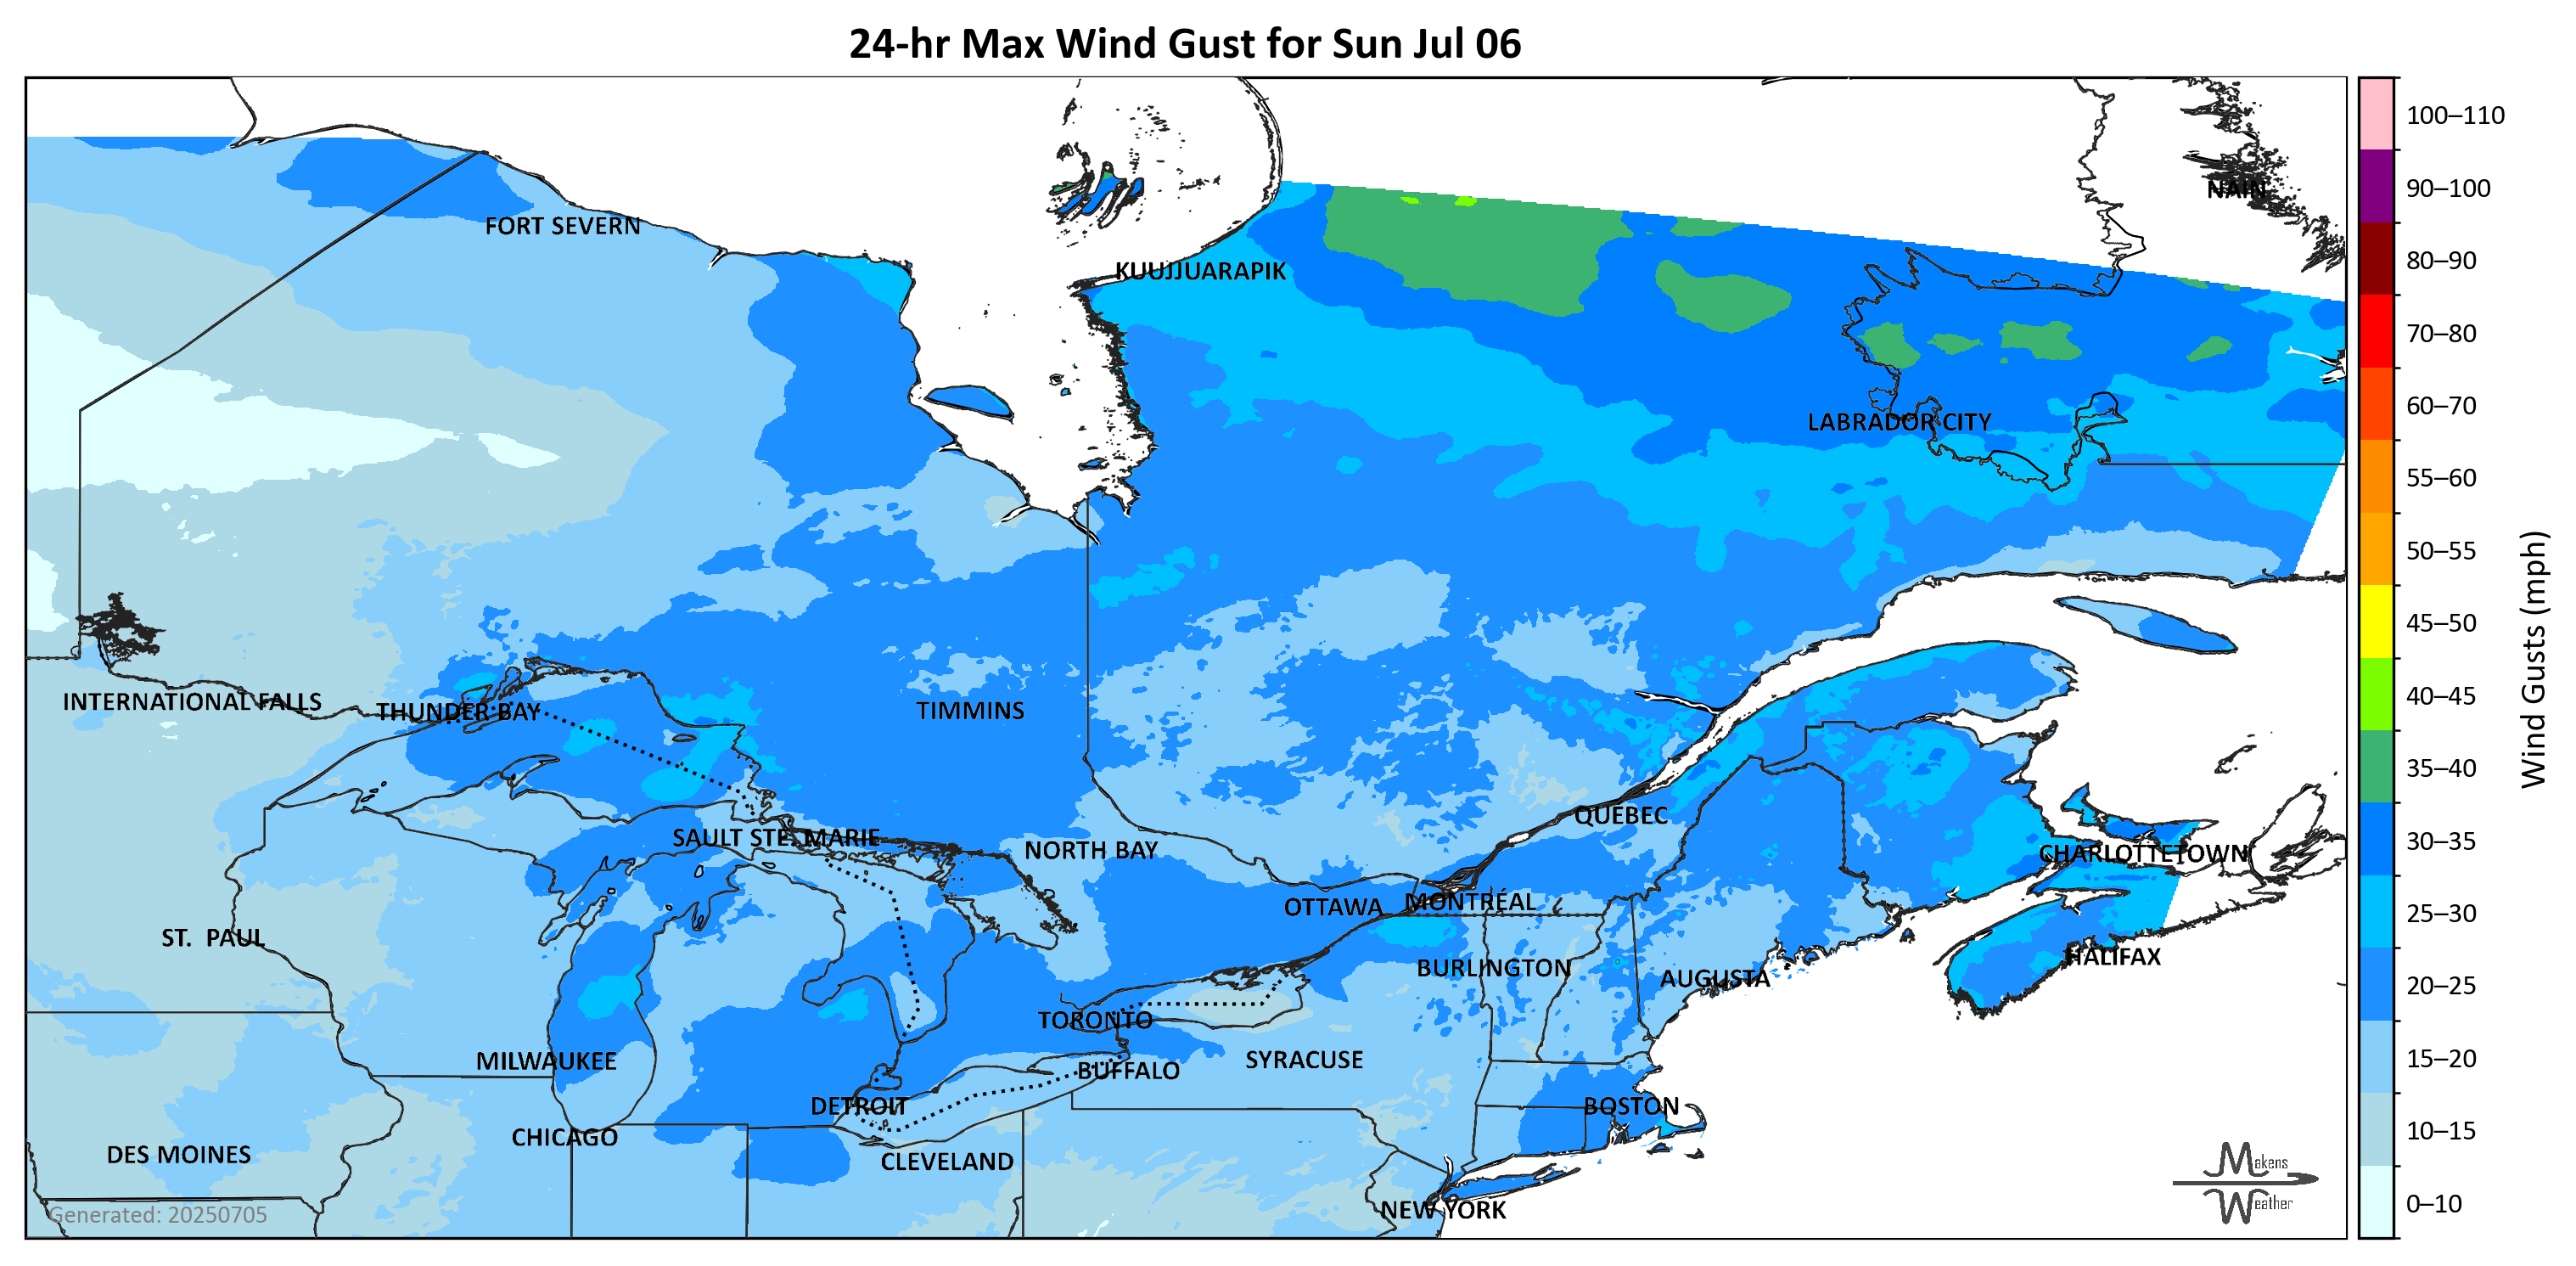 24-hr Max Wind Gust for Sun Jul 06
100–110
90–100
80–90
70–80
60–70
55–60
50–55
45–50
40–45
35–40
30–35
25–30
20–25
15–20
10–15
0–10
Wind Gusts (mph)
NAIN
FORT SEVERN
KUUJJUARAPIK
LABRADOR CITY
INTERNATIONAL FALLS
THUNDER BAY
TIMMINS
QUÉBEC
SAULT STE. MARIE
NORTH BAY
CHARLOTTETOWN
OTTAWA
MONTRÉAL
ST. PAUL
HALIFAX
BURLINGTON
AUGUSTA
TORONTO
MILWAUKEE
SYRACUSE
BUFFALO
DETROIT
BOSTON
CHICAGO
DES MOINES
CLEVELAND
NEW YORK
Generated: 20250705
Makens
Weather